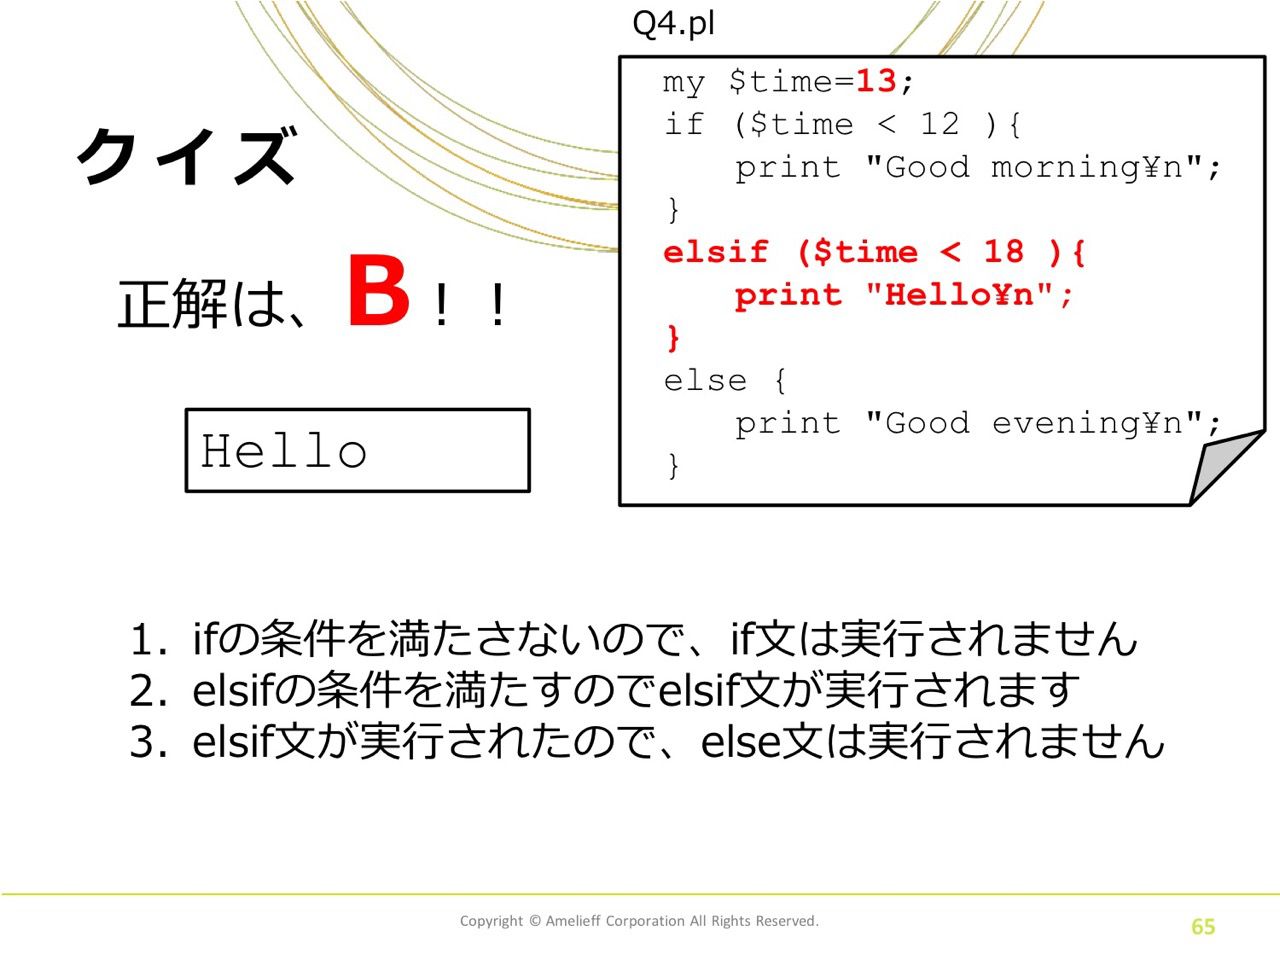 Q4.pl
クイズ
正解は、B！！
Hello
my $time=13;
if ($time < 12 ){
print "Good morning¥n";
}
elsif ($time < 18 ){
print "Hello¥n";
}
else {
print "Good evening¥n";
}
1. ifの条件を満たさないので、if文は実行されません
2. elsifの条件を満たすのでelsif文が実行されます
3. elsif文が実行されたので、else文は実行されません
Copyright © Amelieff Corporation All Rights Reserved.
65